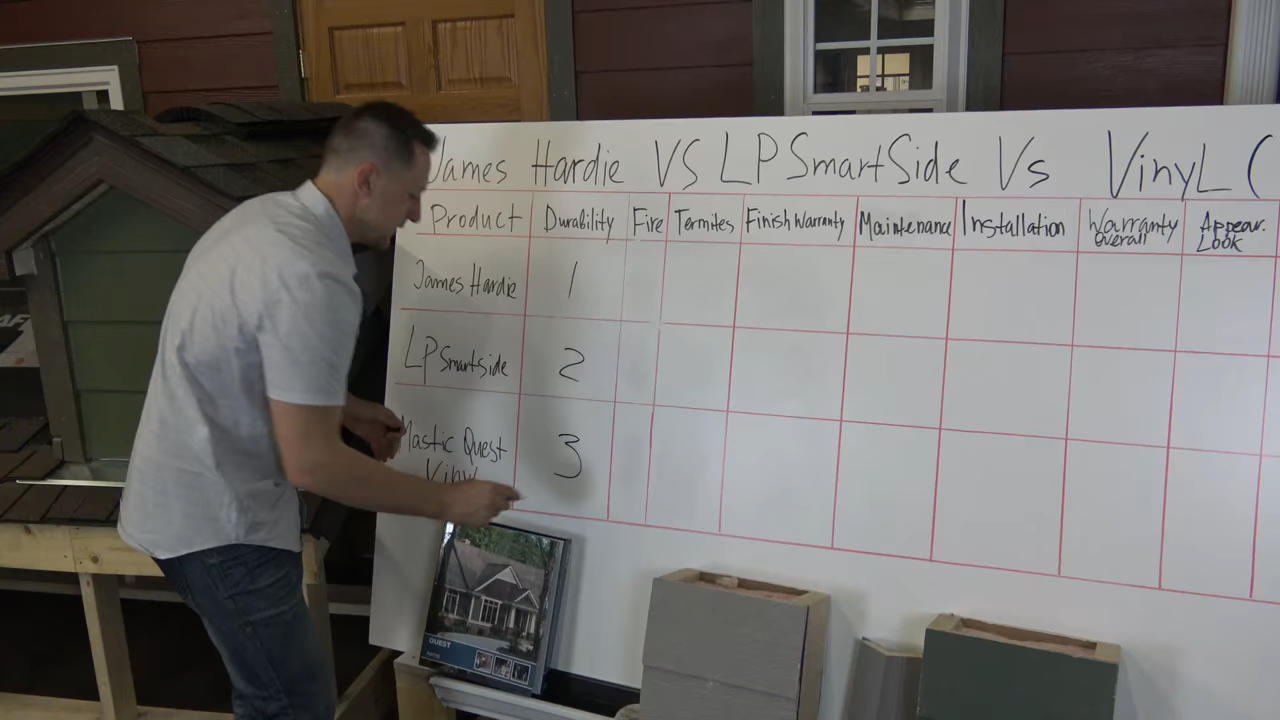 James Hardie VS LP SmartSide Vs VinyL (
Product Durability Fire Termites Finish Warranty Maintenance Installation Warranty Overall Appear. Look
James Hardie 1
LP Smartside 2
Mastic Quest Vinyl 3
QUEST